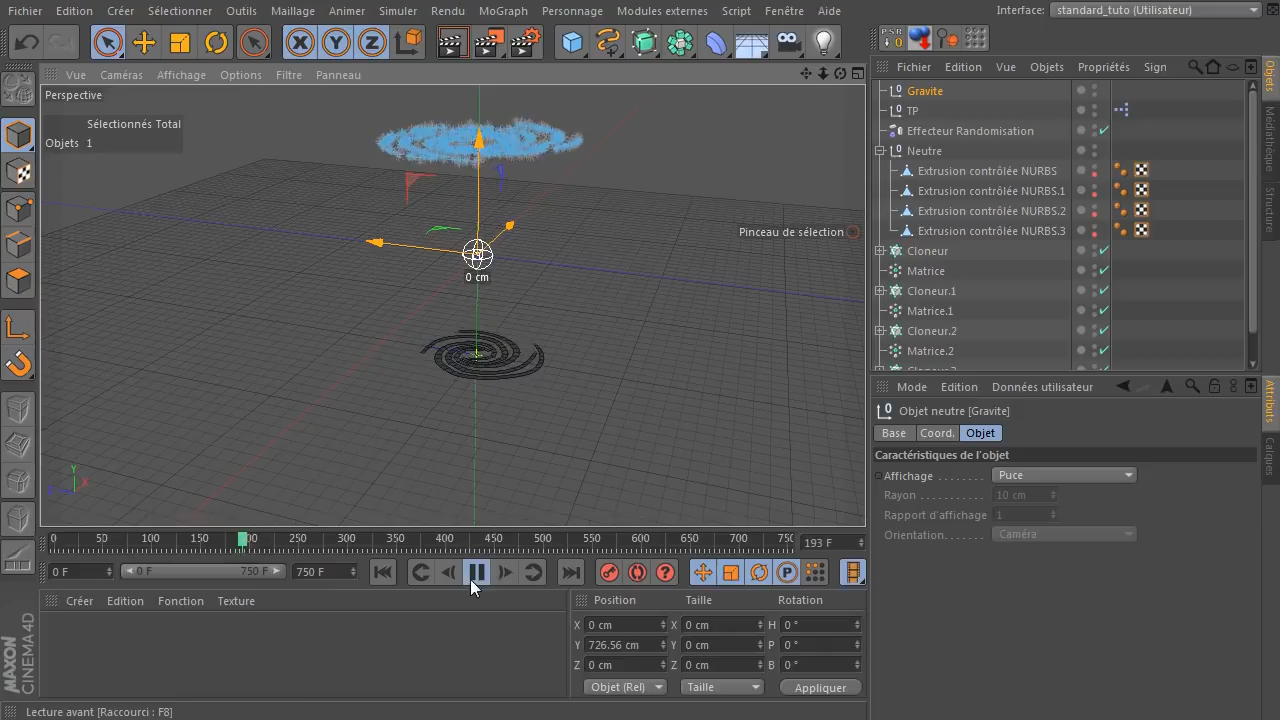 Fichier Edition Créer Sélectionner Outils Maillage Animer Simuler Rendu MoGraph Personnage Modules externes Script Fenêtre Aide
Interface: standard_tuto (Utilisateur)
X Y Z
PSR
0
Vue Caméras Affichage Options Filtre Panneau
Fichier Edition Vue Objets Propriétés Sign
Perspective
Sélectionnés Total
Objets 1
Pinceau de sélection
0 cm
Y
X
Gravite
TP
Effecteur Randomisation
Neutre
Extrusion contrôlée NURBS
Extrusion contrôlée NURBS.1
Extrusion contrôlée NURBS.2
Extrusion contrôlée NURBS.3
Cloneur
Matrice
Cloneur.1
Matrice.1
Cloneur.2
Matrice.2
Objets
Médiathèque
Structure
Mode Edition Données utilisateur
Objet neutre [Gravite]
Base Coord. Objet
Caractéristiques de l'objet
Affichage Puce
Rayon 10 cm
Rapport d'affichage 1
Orientation Caméra
Attributs
Calques
0 50 100 150 00 250 300 350 400 450 500 550 600 650 700 750
193 F
0 F 0 F 750 F 750 F
P
Créer Edition Fonction Texture
Position Taille Rotation
X 0 cm X 0 cm H 0 °
Y 726.56 cm Y 0 cm P 0 °
Z 0 cm Z 0 cm B 0 °
Objet (Rel) Taille Appliquer
MAXON
CINEMA 4D
Lecture avant [Raccourci : F8]